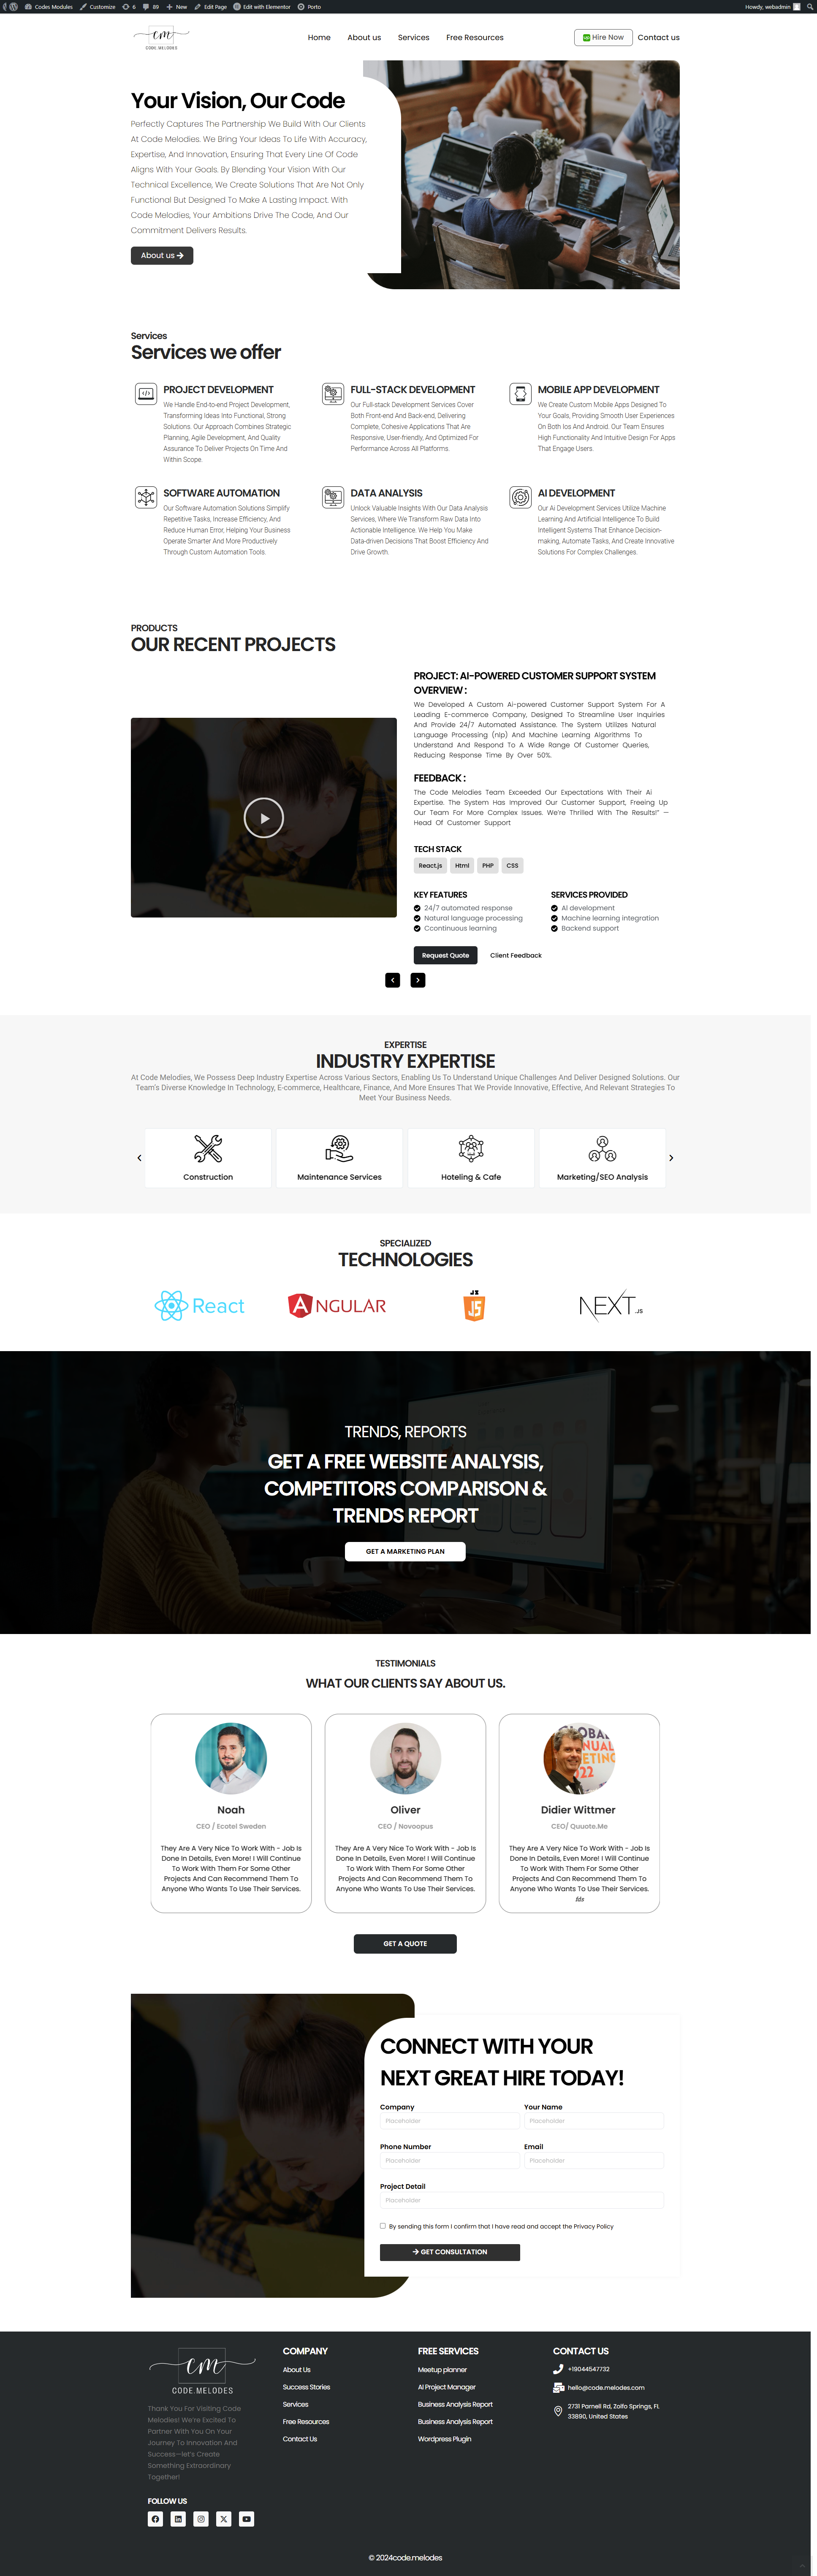 Codes Modules Customize 6 89 New Edit Page Edit with Elementor Porto Howdy, webadmin
cm
CODE.MELODES
Home About us Services Free Resources Hire Now Contact us
Your Vision, Our Code
Perfectly Captures The Partnership We Build With Our Clients
At Code Melodies. We Bring Your Ideas To Life With Accuracy,
Expertise, And Innovation, Ensuring That Every Line Of Code
Aligns With Your Goals. By Blending Your Vision With Our
Technical Excellence, We Create Solutions That Are Not Only
Functional But Designed To Make A Lasting Impact. With
Code Melodies, Your Ambitions Drive The Code, And Our
Commitment Delivers Results.
About us
Services
Services we offer
PROJECT DEVELOPMENT
We Handle End-to-end Project Development,
Transforming Ideas Into Functional, Strong
Solutions. Our Approach Combines Strategic
Planning, Agile Development, And Quality
Assurance To Deliver Projects On Time And
Within Scope.
FULL-STACK DEVELOPMENT
Our Full-stack Development Services Cover
Both Front-end And Back-end, Delivering
Complete, Cohesive Applications That Are
Responsive, User-friendly, And Optimized For
Performance Across All Platforms.
MOBILE APP DEVELOPMENT
We Create Custom Mobile Apps Designed To
Your Goals, Providing Smooth User Experiences
On Both Ios And Android. Our Team Ensures
High Functionality And Intuitive Design For Apps
That Engage Users.
SOFTWARE AUTOMATION
Our Software Automation Solutions Simplify
Repetitive Tasks, Increase Efficiency, And
Reduce Human Error, Helping Your Business
Operate Smarter And More Productively
Through Custom Automation Tools.
DATA ANALYSIS
Unlock Valuable Insights With Our Data Analysis
Services, Where We Transform Raw Data Into
Actionable Intelligence. We Help You Make
Data-driven Decisions That Boost Efficiency And
Drive Growth.
AI DEVELOPMENT
Our Ai Development Services Utilize Machine
Learning And Artificial Intelligence To Build
Intelligent Systems That Enhance Decision-
making, Automate Tasks, And Create Innovative
Solutions For Complex Challenges.
PRODUCTS
OUR RECENT PROJECTS
PROJECT: AI-POWERED CUSTOMER SUPPORT SYSTEM
OVERVIEW :
We Developed A Custom Ai-powered Customer Support System For A
Leading E-commerce Company, Designed To Streamline User Inquiries
And Provide 24/7 Automated Assistance. The System Utilizes Natural
Language Processing (nlp) And Machine Learning Algorithms To
Understand And Respond To A Wide Range Of Customer Queries,
Reducing Response Time By Over 50%.
FEEDBACK :
The Code Melodies Team Exceeded Our Expectations With Their Ai
Expertise. The System Has Improved Our Customer Support, Freeing Up
Our Team For More Complex Issues. We're Thrilled With The Results!" —
Head Of Customer Support
TECH STACK
React.js Html PHP CSS
KEY FEATURES
24/7 automated response
Natural language processing
Ccontinuous learning
SERVICES PROVIDED
AI development
Machine learning integration
Backend support
Request Quote Client Feedback
EXPERTISE
INDUSTRY EXPERTISE
At Code Melodies, We Possess Deep Industry Expertise Across Various Sectors, Enabling Us To Understand Unique Challenges And Deliver Designed Solutions. Our
Team's Diverse Knowledge In Technology, E-commerce, Healthcare, Finance, And More Ensures That We Provide Innovative, Effective, And Relevant Strategies To
Meet Your Business Needs.
Construction Maintenance Services Hoteling & Cafe Marketing/SEO Analysis
SPECIALIZED
TECHNOLOGIES
React ANGULAR JS 5 NEXT.JS
TRENDS, REPORTS
GET A FREE WEBSITE ANALYSIS,
COMPETITORS COMPARISON &
TRENDS REPORT
GET A MARKETING PLAN
TESTIMONIALS
WHAT OUR CLIENTS SAY ABOUT US.
Noah
CEO / Ecotel Sweden
They Are A Very Nice To Work With - Job Is
Done In Details, Even More! I Will Continue
To Work With Them For Some Other
Projects And Can Recommend Them To
Anyone Who Wants To Use Their Services.
Oliver
CEO / Novoopus
They Are A Very Nice To Work With - Job Is
Done In Details, Even More! I Will Continue
To Work With Them For Some Other
Projects And Can Recommend Them To
Anyone Who Wants To Use Their Services.
Didier Wittmer
CEO/ Quuote.Me
They Are A Very Nice To Work With - Job Is
Done In Details, Even More! I Will Continue
To Work With Them For Some Other
Projects And Can Recommend Them To
Anyone Who Wants To Use Their Services.
fds
GET A QUOTE
CONNECT WITH YOUR
NEXT GREAT HIRE TODAY!
Company Your Name
Placeholder Placeholder
Phone Number Email
Placeholder Placeholder
Project Detail
Placeholder
By sending this form I confirm that I have read and accept the Privacy Policy
GET CONSULTATION
cm
CODE.MELODES
Thank You For Visiting Code
Melodies! We're Excited To
Partner With You On Your
Journey To Innovation And
Success—let's Create
Something Extraordinary
Together!
FOLLOW US
COMPANY
About Us
Success Stories
Services
Free Resources
Contact Us
FREE SERVICES
Meetup planner
AI Project Manager
Business Analysis Report
Business Analysis Report
Wordpress Plugin
CONTACT US
+19044547732
hello@code.melodes.com
2731 Parnell Rd, Zolfo Springs, FL
33890, United States
© 2024code.melodes